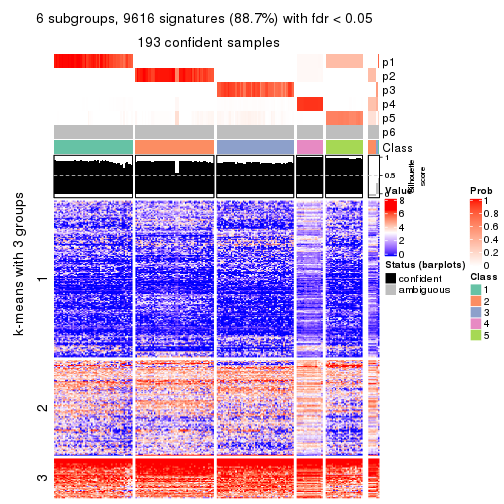 6 subgroups, 9616 signatures (88.7%) with fdr < 0.05
193 confident samples
p1
p2
p3
p4
p5
p6
Class
1
0.5
0
Silhouette
score
k-means with 3 groups
1
2
3
Value
8
6
4
2
0
Status (barplots)
confident
ambiguous
Prob
1
0.8
0.6
0.4
0.2
0
Class
1
2
3
4
5